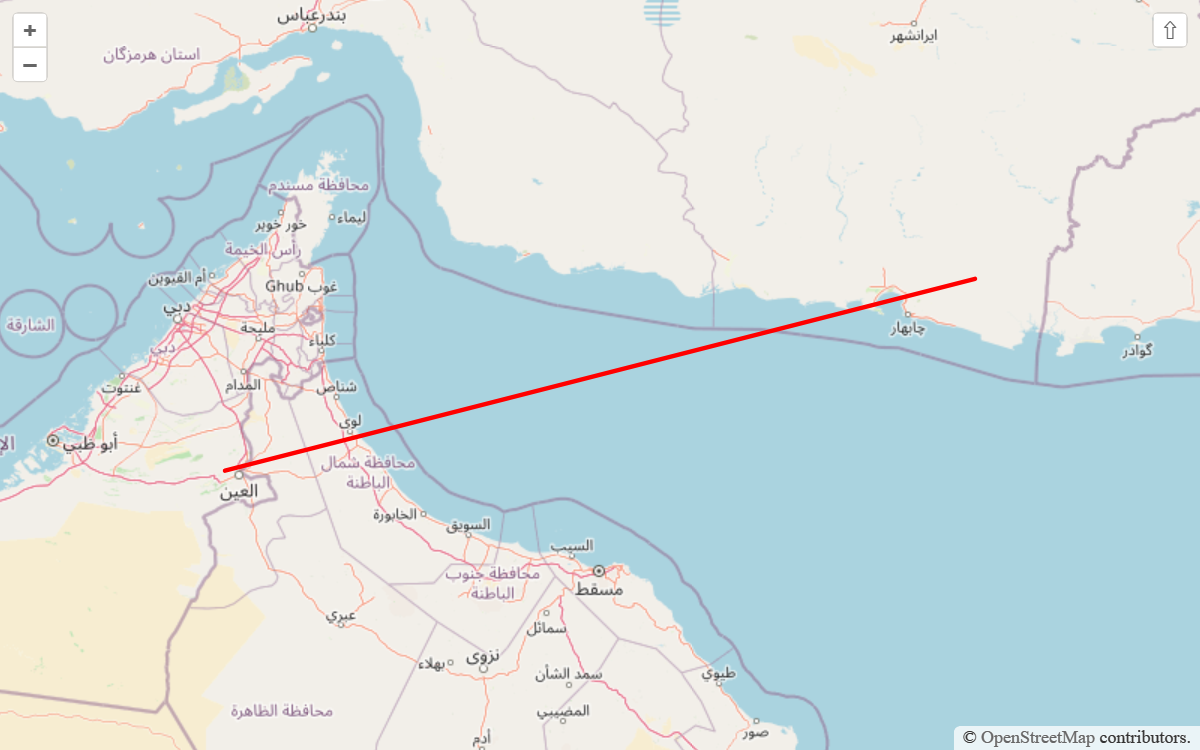 +
−
⇧
بندرعباس
استان هرمزگان
ایرانشهر
محافظة مسندم
ليماء
خور خوير
رأس الخيمة
أم القيوين
Ghub غوب
دبي
الشارقة
مليحة
كلباء
دبي
چابهار
گوادر
غنتوت
المدام
شناص
لوى
أبو ظبي
محافظة شمال
الباطنة
العين
الخابورة
السويق
السيب
محافظة جنوب
الباطنة
مسقط
عبري
سمائل
نزوى
بهلاء
سمد الشأن
طيوي
محافظة الظاهرة
المضيبي
صور
أدم
© OpenStreetMap contributors.